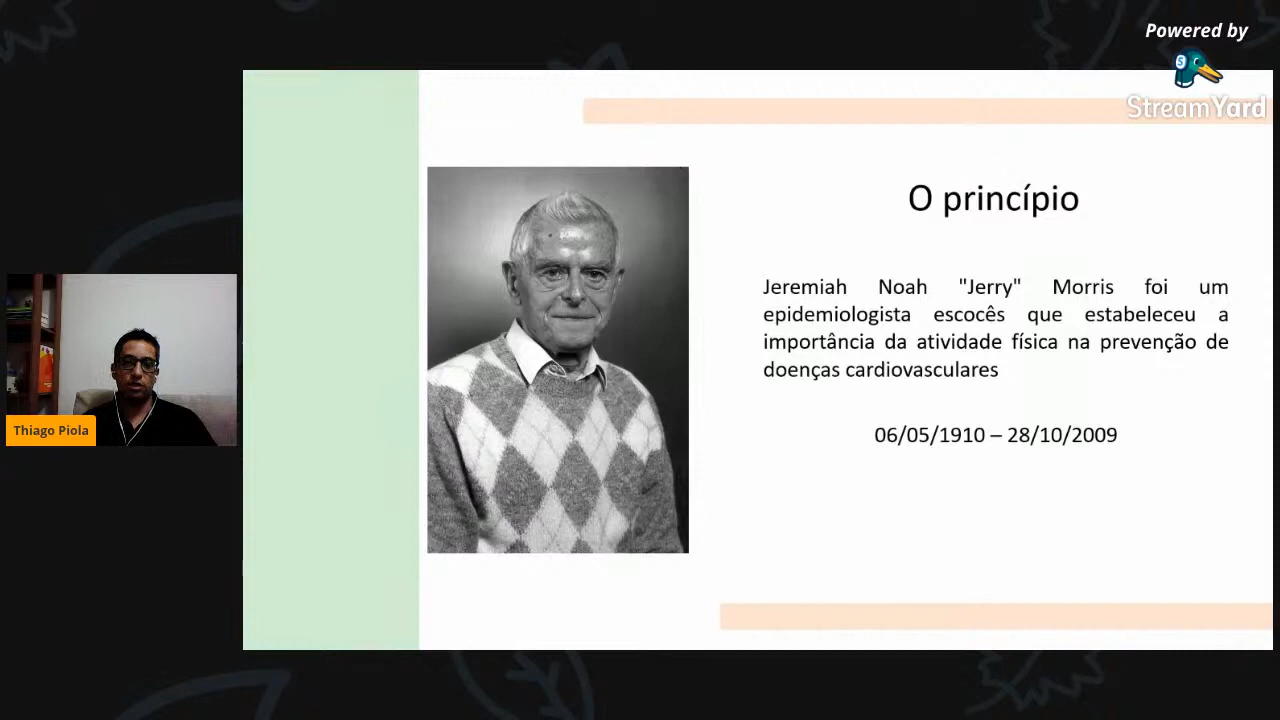 Powered by
StreamYard
O princípio
Jeremiah Noah "Jerry" Morris foi um
epidemiologista escocês que estabeleceu a
importância da atividade física na prevenção de
doenças cardiovasculares
06/05/1910 – 28/10/2009
Thiago Piola